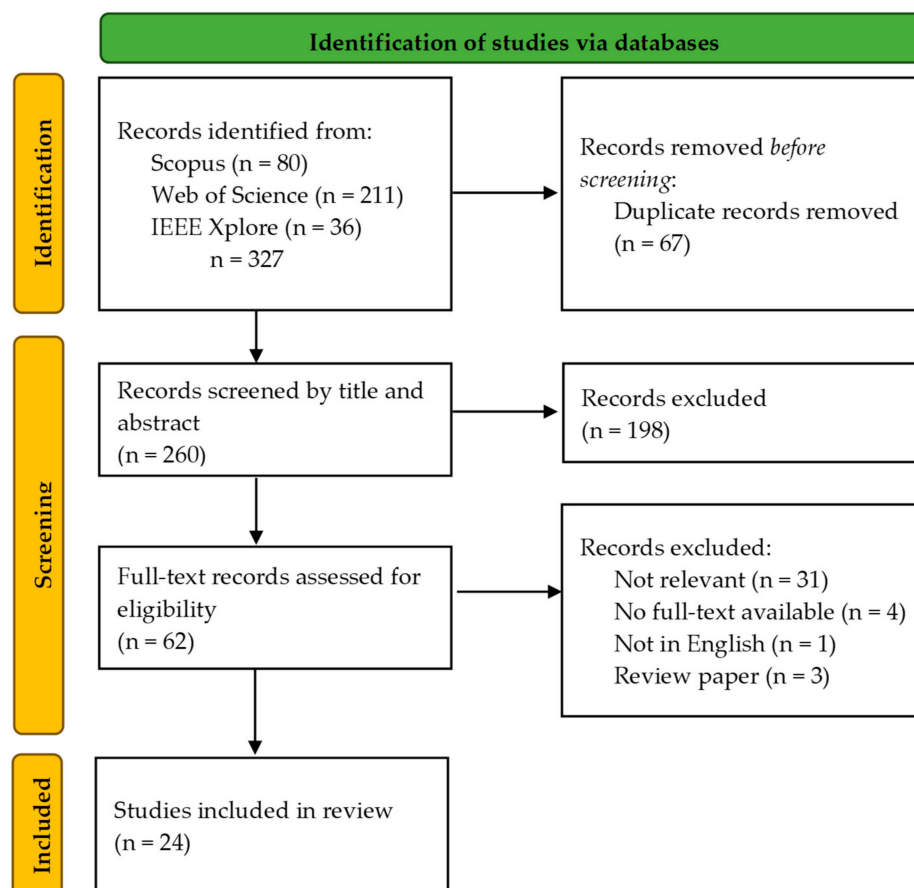 Identification of studies via databases
Identification
Records identified from:
Scopus (n = 80)
Web of Science (n = 211)
IEEE Xplore (n = 36)
n = 327
Records removed before
screening:
Duplicate records removed
(n = 67)
Screening
Records screened by title and
abstract
(n = 260)
Records excluded
(n = 198)
Full-text records assessed for
eligibility
(n = 62)
Records excluded:
Not relevant (n = 31)
No full-text available (n = 4)
Not in English (n = 1)
Review paper (n = 3)
Included
Studies included in review
(n = 24)